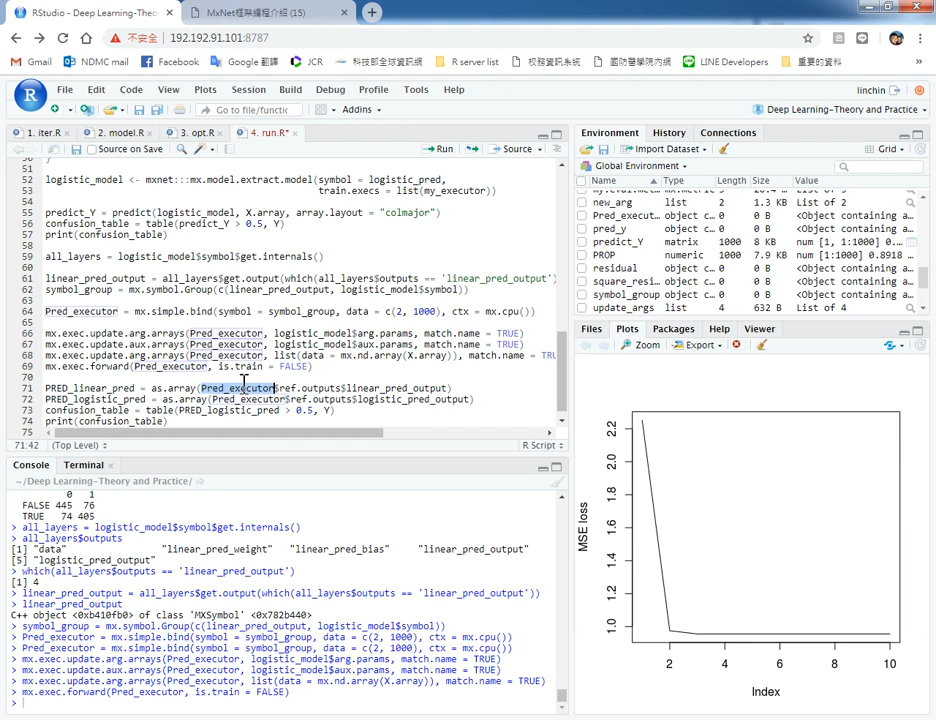 RStudio - Deep Learning-Theo
MxNet框架編程介紹 (15)
不安全 192.192.91.101:8787
Gmail NDMC mail Facebook Google 翻譯 JCR 科技部全球資訊網 R server list 校務資訊系統 國防醫學院內網 LINE Developers 重要的資料 »
R File Edit Code View Plots Session Build Debug Profile Tools Help linchin
Go to file/functic Addins Deep Learning-Theory and Practice
1. iter.R 2. model.R 3. opt.R 4. run.R*
Source on Save Run Source
50 }
51
52 logistic_model <- mxnet:::mx.model.extract.model(symbol = logistic_pred,
53 train.execs = list(my_executor))
54
55 predict_Y = predict(logistic_model, X.array, array.layout = "colmajor")
56 confusion_table = table(predict_Y > 0.5, Y)
57 print(confusion_table)
58
59 all_layers = logistic_model$symbol$get.internals()
60
61 linear_pred_output = all_layers$get.output(which(all_layers$outputs == 'linear_pred_output')
62 symbol_group = mx.symbol.Group(c(linear_pred_output, logistic_model$symbol))
63
64 Pred_executor = mx.simple.bind(symbol = symbol_group, data = c(2, 1000), ctx = mx.cpu())
65
66 mx.exec.update.arg.arrays(Pred_executor, logistic_model$arg.params, match.name = TRUE)
67 mx.exec.update.aux.arrays(Pred_executor, logistic_model$aux.params, match.name = TRUE)
68 mx.exec.update.arg.arrays(Pred_executor, list(data = mx.nd.array(X.array)), match.name = TRU
69 mx.exec.forward(Pred_executor, is.train = FALSE)
70
71 PRED_linear_pred = as.array(Pred_executor$ref.outputs$linear_pred_output)
72 PRED_logistic_pred = as.array(Pred_executor$ref.outputs$logistic_pred_output)
73 confusion_table = table(PRED_logistic_pred > 0.5, Y)
74 print(confusion_table)
75
71:42 (Top Level) R Script
Console Terminal
~/Deep Learning-Theory and Practice/
0 1
FALSE 445 76
TRUE 74 405
> all_layers = logistic_model$symbol$get.internals()
> all_layers$outputs
[1] "data" "linear_pred_weight" "linear_pred_bias" "linear_pred_output"
[5] "logistic_pred_output"
> which(all_layers$outputs == 'linear_pred_output')
[1] 4
> linear_pred_output = all_layers$get.output(which(all_layers$outputs == 'linear_pred_output'))
> linear_pred_output
C++ object <0xb410fb0> of class 'MXSymbol' <0x782b440>
> symbol_group = mx.symbol.Group(c(linear_pred_output, logistic_model$symbol))
> Pred_executor = mx.simple.bind(symbol = symbol_group, data = c(2, 1000), ctx = mx.cpu())
> Pred_executor = mx.simple.bind(symbol = symbol_group, data = c(2, 1000), ctx = mx.cpu())
> mx.exec.update.arg.arrays(Pred_executor, logistic_model$arg.params, match.name = TRUE)
> mx.exec.update.aux.arrays(Pred_executor, logistic_model$aux.params, match.name = TRUE)
> mx.exec.update.arg.arrays(Pred_executor, list(data = mx.nd.array(X.array)), match.name = TRUE)
> mx.exec.forward(Pred_executor, is.train = FALSE)
>
Environment History Connections
Import Dataset Grid
Global Environment
Name Type Length Size Value
new_arg list 2 1.3 KB List of 2
Pred_execut… object c… 0 0 B <Object containing a…
pred_y object c… 0 0 B <Object containing a…
predict_Y matrix 1000 8 KB num [1, 1:1000] 0.…
PROP numeric 1000 7.9 KB num [1:1000] 0.8918 …
residual object c… 0 0 B <Object containing a…
square_resi… object c… 0 0 B <Object containing a…
symbol_group object c… 0 0 B <Object containing a…
update_args list 4 632 B List of 4
Files Plots Packages Help Viewer
Zoom Export
MSE loss
2.2
2.0
1.8
1.6
1.4
1.2
1.0
2 4 6 8 10
Index